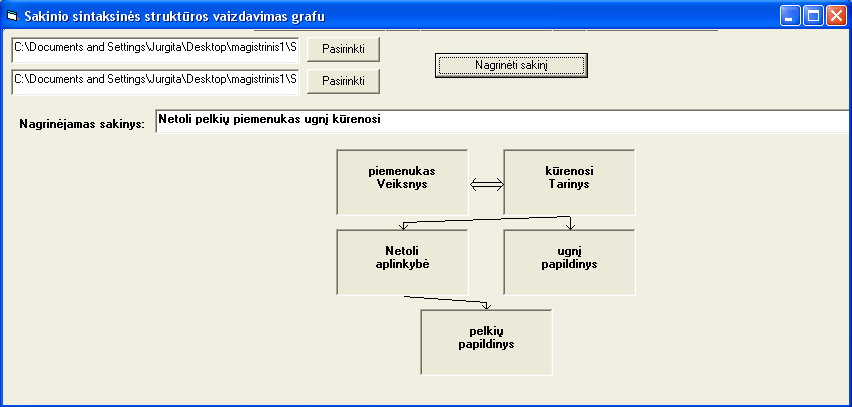 Sakinio sintaksinės struktūros vaizdavimas grafu
C:\Documents and Settings\Jurgita\Desktop\magistrinis1\S
Pasirinkti
Nagrinėti sakinį
C:\Documents and Settings\Jurgita\Desktop\magistrinis1\S
Pasirinkti
Nagrinėjamas sakinys:
Netoli pelkių piemenukas ugnį kūrenosi
piemenukas
Veiksnys
kūrenosi
Tarinys
Netoli
aplinkybė
ugnį
papildinys
pelkių
papildinys